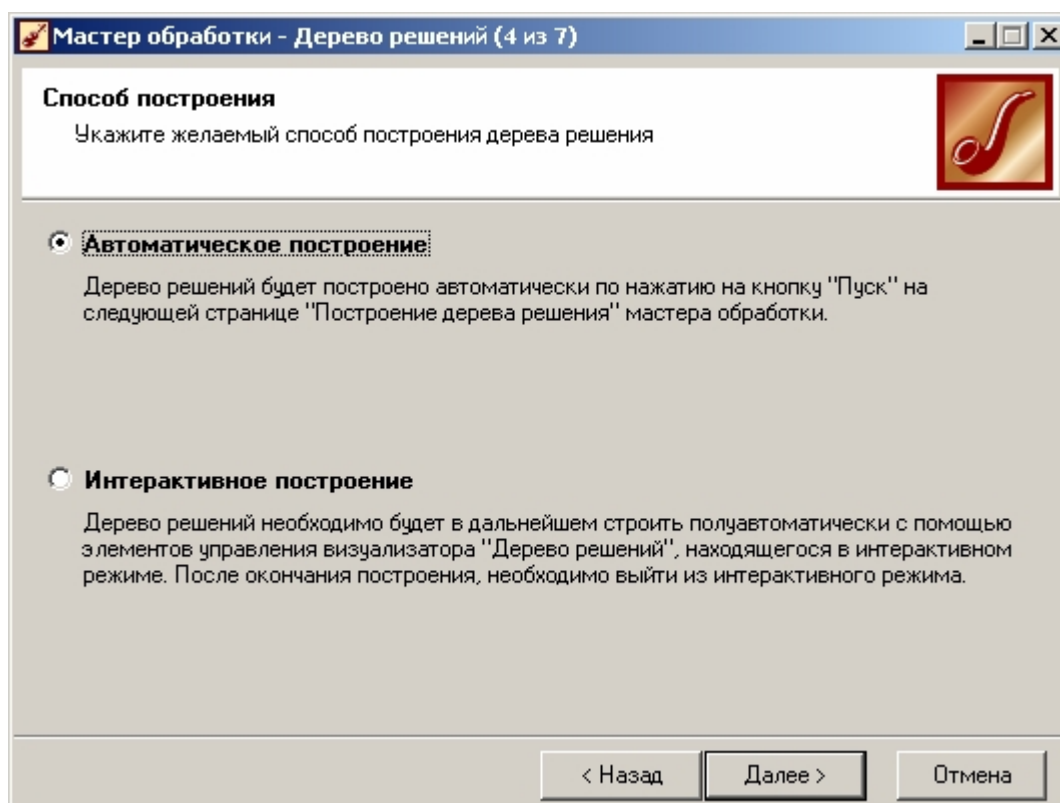 Мастер обработки - Дерево решений (4 из 7)
Способ построения
Укажите желаемый способ построения дерева решения
Автоматическое построение
Дерево решений будет построено автоматически по нажатию на кнопку "Пуск" на
следующей странице "Построение дерева решения" мастера обработки.
Интерактивное построение
Дерево решений необходимо будет в дальнейшем строить полуавтоматически с помощью
элементов управления визуализатора "Дерево решений", находящегося в интерактивном
режиме. После окончания построения, необходимо выйти из интерактивного режима.
< Назад
Далее >
Отмена